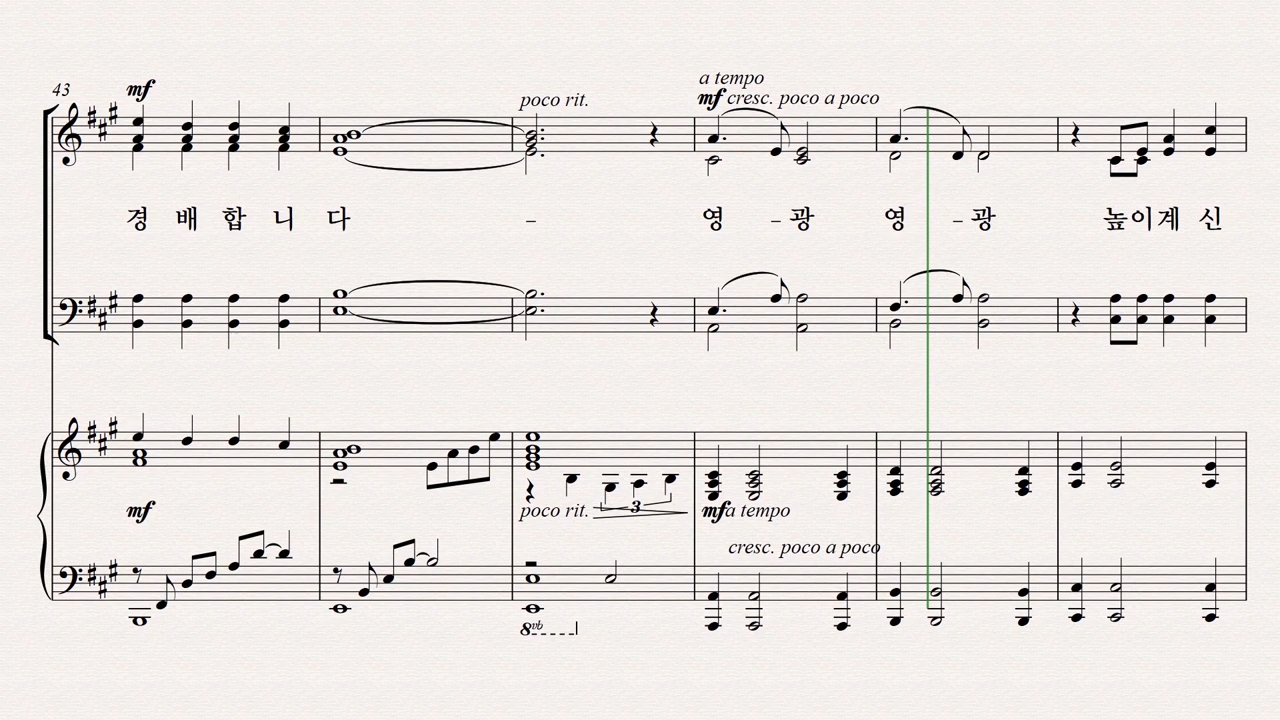 a tempo
43 mf poco rit. mf cresc. poco a poco
경 배 합 니 다 - 영 - 광 영 - 광 높 이 계 신
mf poco rit. 3 mf a tempo
cresc. poco a poco
8vb